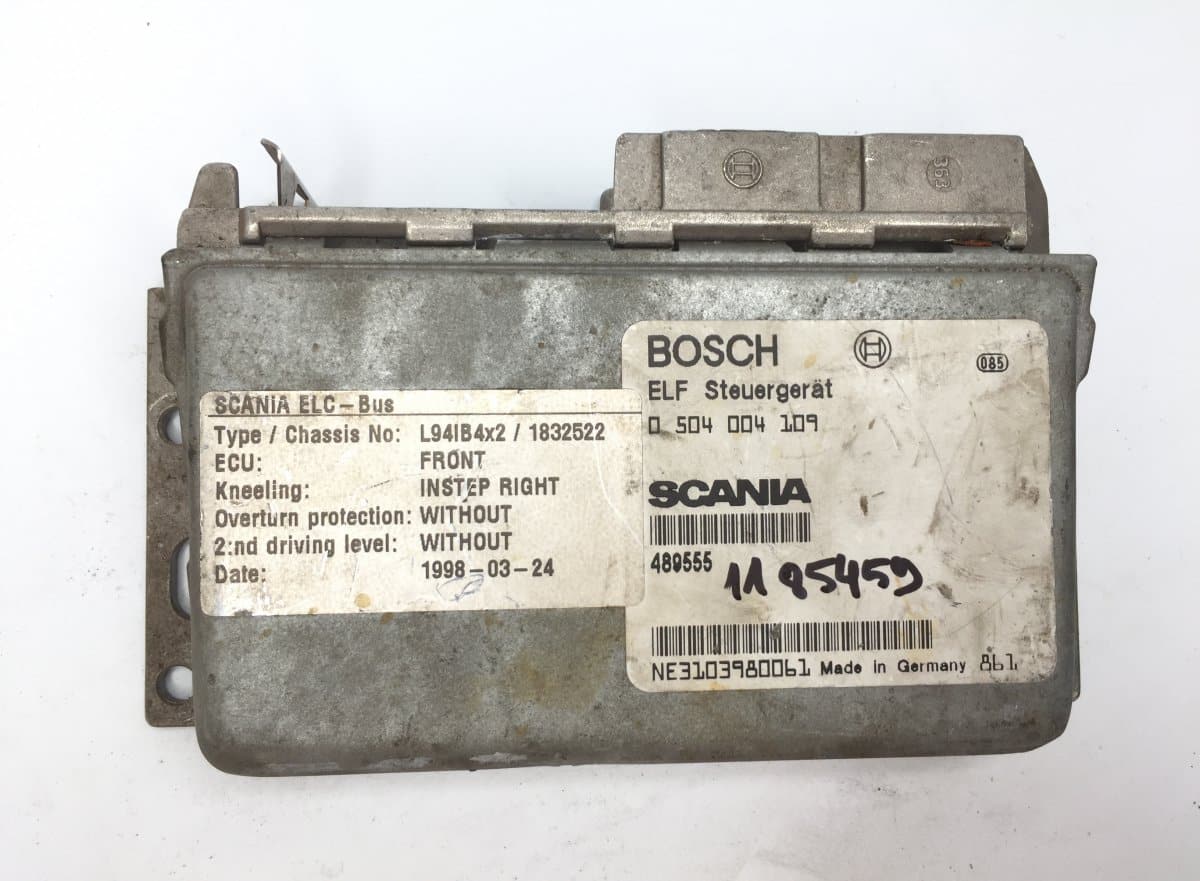 363
SCANIA ELC-Bus
Type / Chassis No: L94IB4x2 / 1832522
ECU: FRONT
Kneeling: INSTEP RIGHT
Overturn protection: WITHOUT
2:nd driving level: WITHOUT
Date: 1998-03-24
BOSCH
085
ELF Steuergerät
0 504 004 109
SCANIA
489555
1185459
NE3103980061 Made in Germany 861